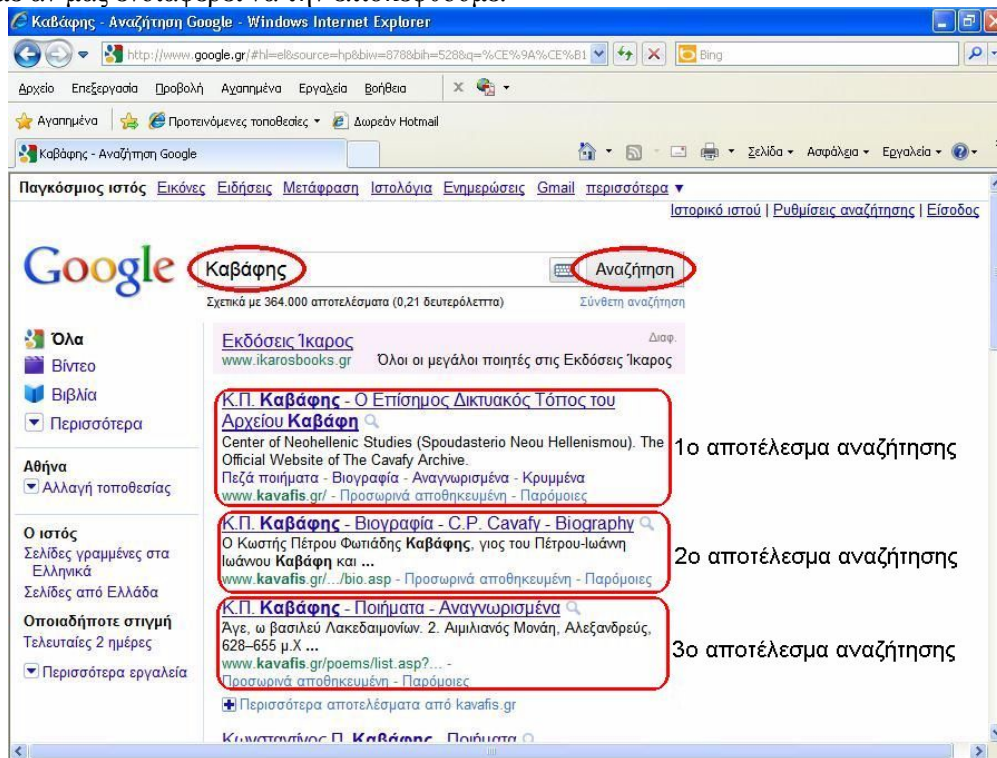 Καβάφης - Αναζήτηση Google - Windows Internet Explorer
http://www.google.gr/#hl=el&source=hp&biw=878&bih=528&q=%CE%9A%CE%B1
Bing
Αρχείο Επεξεργασία Προβολή Αγαπημένα Εργαλεία Βοήθεια
Αγαπημένα Προτεινόμενες τοποθεσίες Δωρεάν Hotmail
Καβάφης - Αναζήτηση Google Σελίδα Ασφάλεια Εργαλεία
Παγκόσμιος ιστός Εικόνες Ειδήσεις Μετάφραση Ιστολόγια Ενημερώσεις Gmail περισσότερα ▼
Ιστορικό ιστού | Ρυθμίσεις αναζήτησης | Είσοδος
Google Καβάφης Αναζήτηση
Σχετικά με 364.000 αποτελέσματα (0,21 δευτερόλεπτα) Σύνθετη αναζήτηση
Όλα
Βίντεο
Βιβλία
Περισσότερα
Αθήνα
Αλλαγή τοποθεσίας
Ο ιστός
Σελίδες γραμμένες στα
Ελληνικά
Σελίδες από Ελλάδα
Οποιαδήποτε στιγμή
Τελευταίες 2 ημέρες
Περισσότερα εργαλεία
Εκδόσεις Ίκαρος Διαφ.
www.ikarosbooks.gr Όλοι οι μεγάλοι ποιητές στις Εκδόσεις Ίκαρος
Κ.Π. Καβάφης - Ο Επίσημος Δικτυακός Τόπος του
Αρχείου Καβάφη
Center of Neohellenic Studies (Spoudasterio Neou Hellenismou). The
Official Website of The Cavafy Archive.
Πεζά ποιήματα - Βιογραφία - Αναγνωρισμένα - Κρυμμένα
www.kavafis.gr/ - Προσωρινά αποθηκευμένη - Παρόμοιες
1ο αποτέλεσμα αναζήτησης
Κ.Π. Καβάφης - Βιογραφία - C.P. Cavafy - Biography
Ο Κωστής Πέτρου Φωτιάδης Καβάφης, γιος του Πέτρου-Ιωάννη
Ιωάννου Καβάφη και ...
www.kavafis.gr/.../bio.asp - Προσωρινά αποθηκευμένη - Παρόμοιες
2ο αποτέλεσμα αναζήτησης
Κ.Π. Καβάφης - Ποιήματα - Αναγνωρισμένα
Άγε, ω βασιλεύ Λακεδαιμονίων. 2. Αιμιλιανός Μονάη, Αλεξανδρεύς,
628–655 μ.Χ ...
www.kavafis.gr/poems/list.asp?... -
Προσωρινά αποθηκευμένη - Παρόμοιες
3ο αποτέλεσμα αναζήτησης
Περισσότερα αποτελέσματα από kavafis.gr
Κωνσταντίνος Π. Καβάφης - Ποιήματα